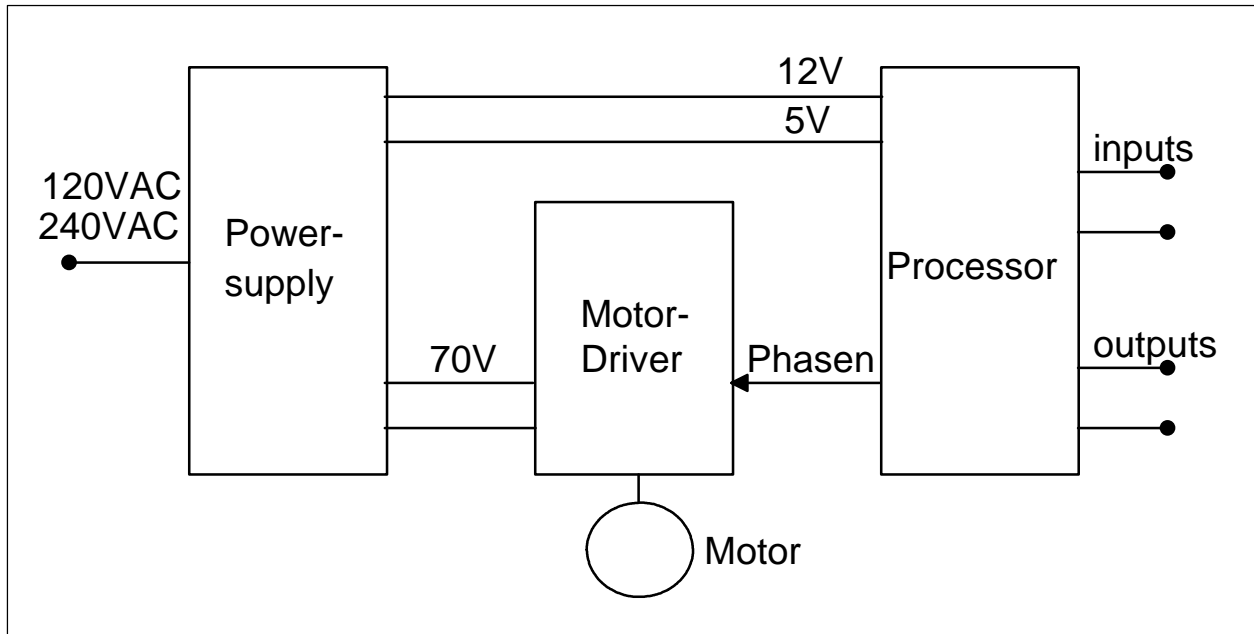 120VAC
240VAC
Power-
supply
12V
5V
70V
Motor-
Driver
Motor
Phasen
Processor
inputs
outputs